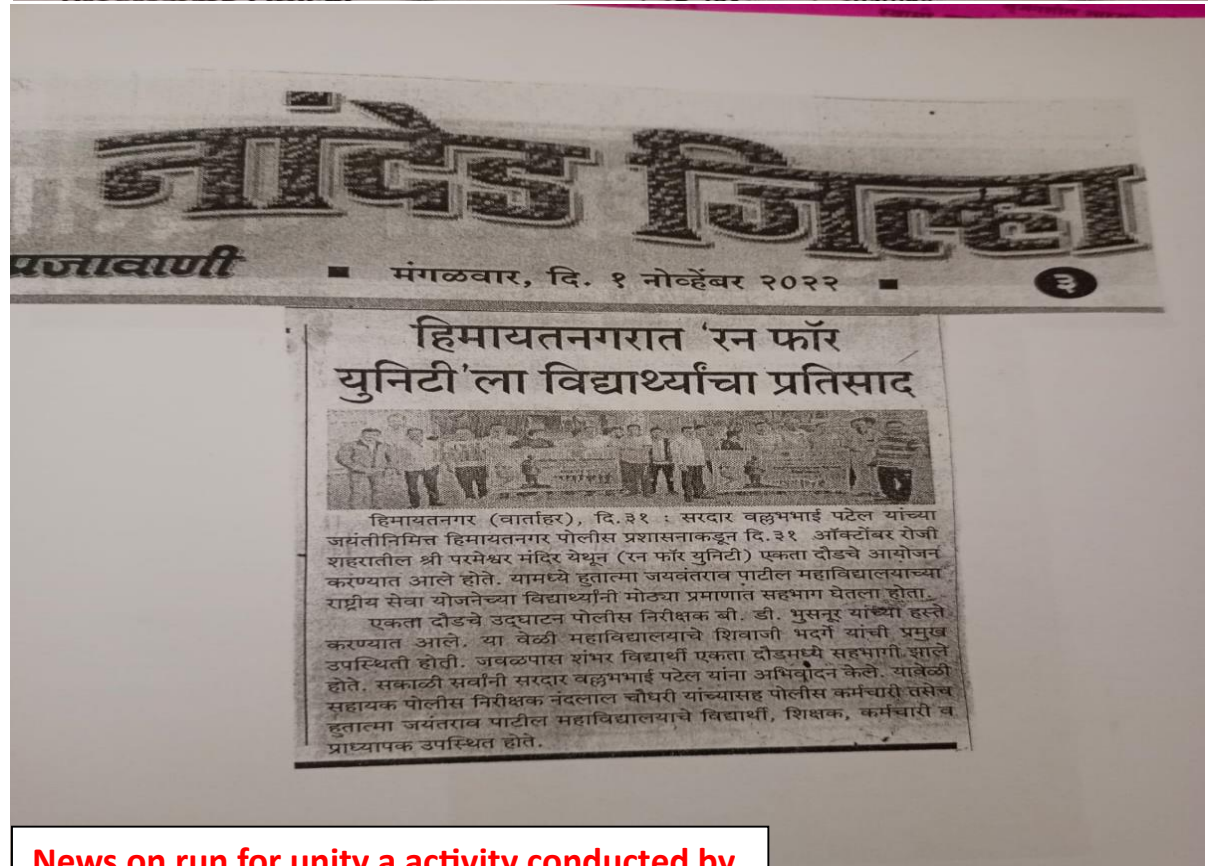 नांदेड जिल्हा
प्रजावाणी ■ मंगळवार, दि. १ नोव्हेंबर २०२२ ■ ३
हिमायतनगरात 'रन फॉर
युनिटी'ला विद्यार्थ्यांचा प्रतिसाद
हिमायतनगर (वार्ताहर), दि.३१ : सरदार वल्लभभाई पटेल यांच्या
जयंतीनिमित्त हिमायतनगर पोलीस प्रशासनाकडून दि.३१ ऑक्टोंबर रोजी
शहरातील श्री परमेश्वर मंदिर येथून (रन फॉर युनिटी) एकता दौडचे आयोजन
करण्यात आले होते. यामध्ये हुतात्मा जयवंतराव पाटील महाविद्यालयाच्या
राष्ट्रीय सेवा योजनेच्या विद्यार्थ्यांनी मोठ्या प्रमाणात सहभाग घेतला होता.
एकता दौडचे उद्घाटन पोलीस निरीक्षक बी. डी. भुसनूर यांच्या हस्ते
करण्यात आले. या वेळी महाविद्यालयाचे शिवाजी भदर्गे यांची प्रमुख
उपस्थिती होती. जवळपास शंभर विद्यार्थी एकता दौडमध्ये सहभागी झाले
होते. सकाळी सर्वांनी सरदार वल्लभभाई पटेल यांना अभिवादन केले. यावेळी
सहायक पोलीस निरीक्षक नंदलाल चौधरी यांच्यासह पोलीस कर्मचारी तसेच
हुतात्मा जयंतराव पाटील महाविद्यालयाचे विद्यार्थी, शिक्षक, कर्मचारी व
प्राध्यापक उपस्थित होते.
News on run for unity a activity conducted by